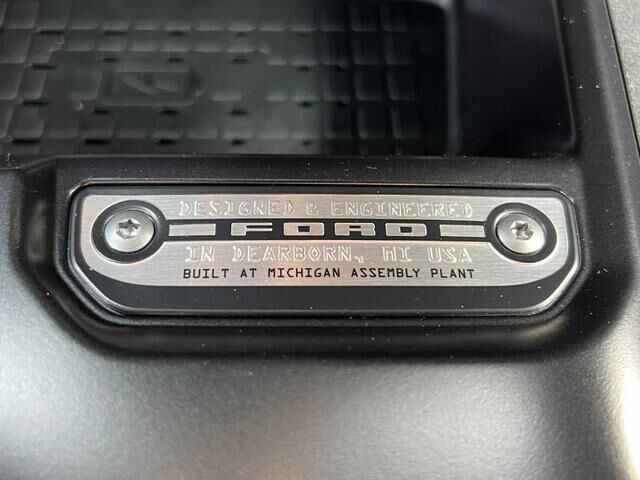 DESIGNED & ENGINEERED
FORD
IN DEARBORN, MI USA
BUILT AT MICHIGAN ASSEMBLY PLANT